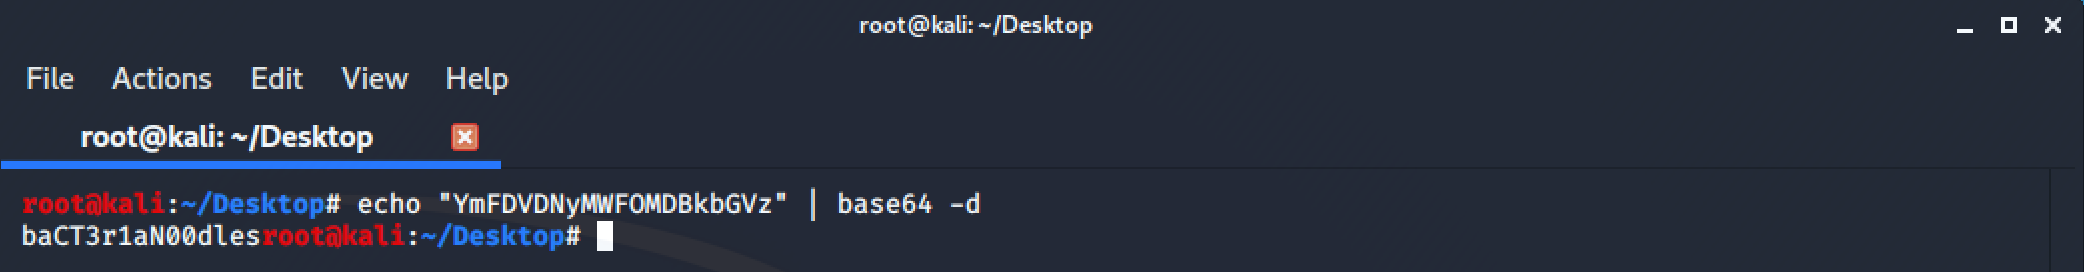 root@kali: ~/Desktop
File Actions Edit View Help
root@kali: ~/Desktop
root@kali:~/Desktop# echo "YmFDVDNyMWFOMDBkbGVz" | base64 -d
baCT3r1aN00dlesroot@kali:~/Desktop#